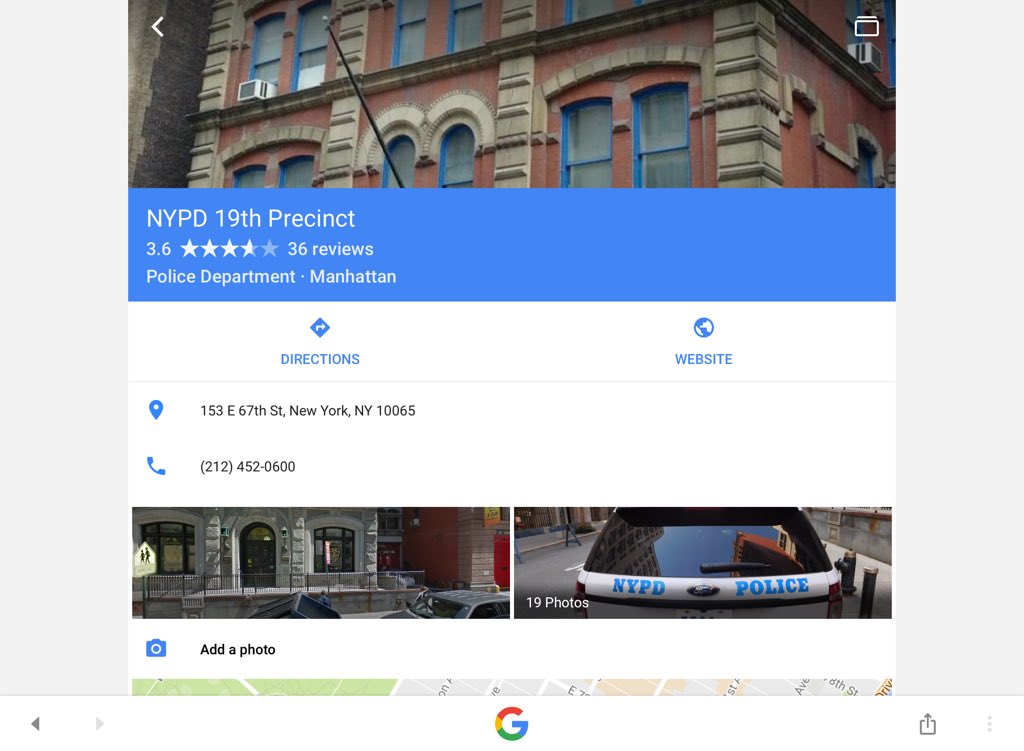 NYPD 19th Precinct
3.6 36 reviews
Police Department · Manhattan
DIRECTIONS
WEBSITE
153 E 67th St, New York, NY 10065
(212) 452-0600
NYPD POLICE
19 Photos
Add a photo